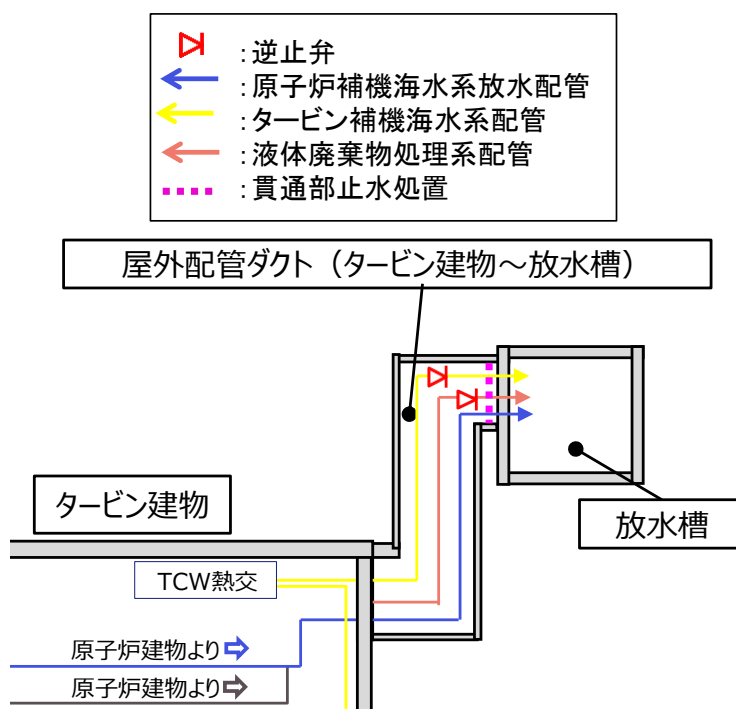 ：逆止弁
：原子炉補機海水系放水配管
：タービン補機海水系配管
：液体廃棄物処理系配管
：貫通部止水処置
屋外配管ダクト（タービン建物～放水槽）
タービン建物
放水槽
TCW熱交
原子炉建物より
原子炉建物より